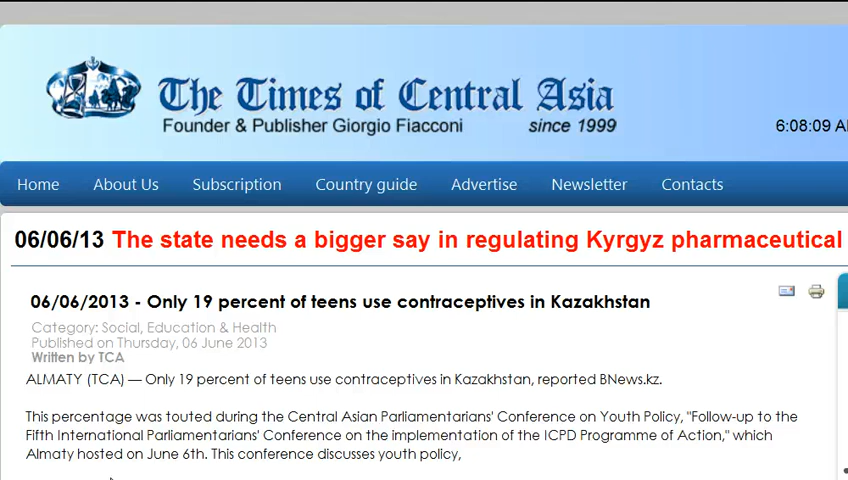 The Times of Central Asia
Founder & Publisher Giorgio Fiacconi since 1999
6:08:09 A
Home About Us Subscription Country guide Advertise Newsletter Contacts
06/06/13 The state needs a bigger say in regulating Kyrgyz pharmaceutical
06/06/2013 - Only 19 percent of teens use contraceptives in Kazakhstan
Category: Social, Education & Health
Published on Thursday, 06 June 2013
Written by TCA
ALMATY (TCA) — Only 19 percent of teens use contraceptives in Kazakhstan, reported BNews.kz.
This percentage was touted during the Central Asian Parliamentarians' Conference on Youth Policy, "Follow-up to the
Fifth International Parliamentarians' Conference on the implementation of the ICPD Programme of Action," which
Almaty hosted on June 6th. This conference discusses youth policy,